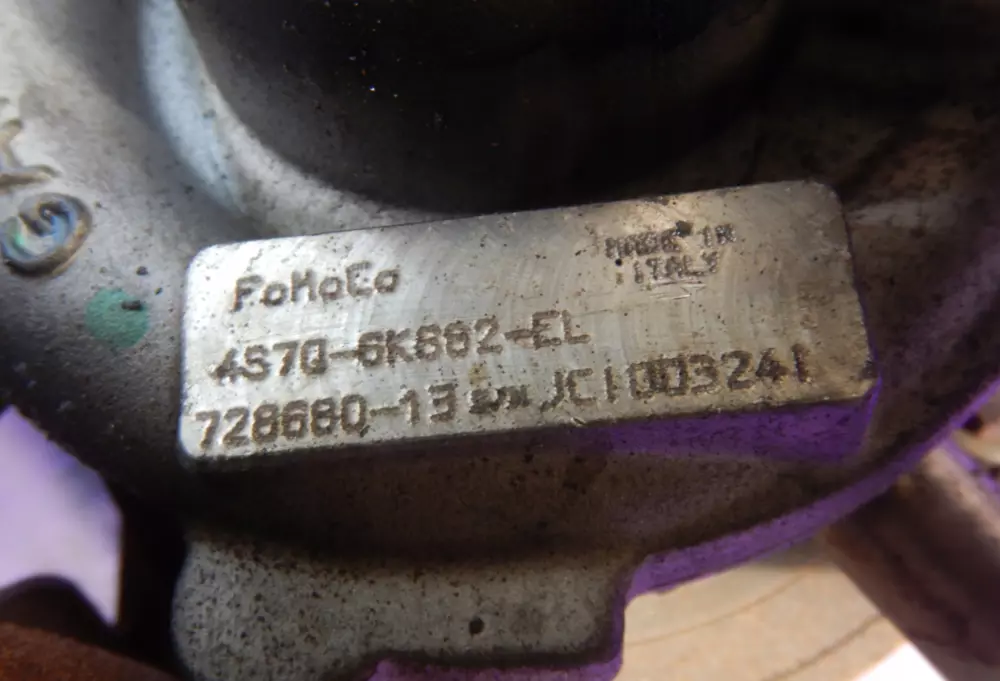 FoMoCo
MADE IN
ITALY
4S7Q-6K682-EL
728680-13 S/N JC1003241